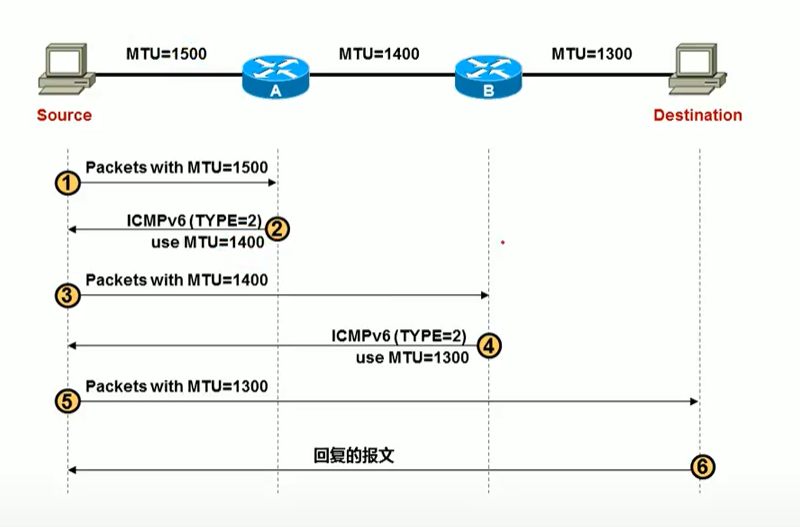 MTU=1500
MTU=1400
MTU=1300
A
B
Source
Destination
Packets with MTU=1500
1
ICMPv6 (TYPE=2)
2
use MTU=1400
Packets with MTU=1400
3
ICMPv6 (TYPE=2)
4
use MTU=1300
Packets with MTU=1300
5
回复的报文
6